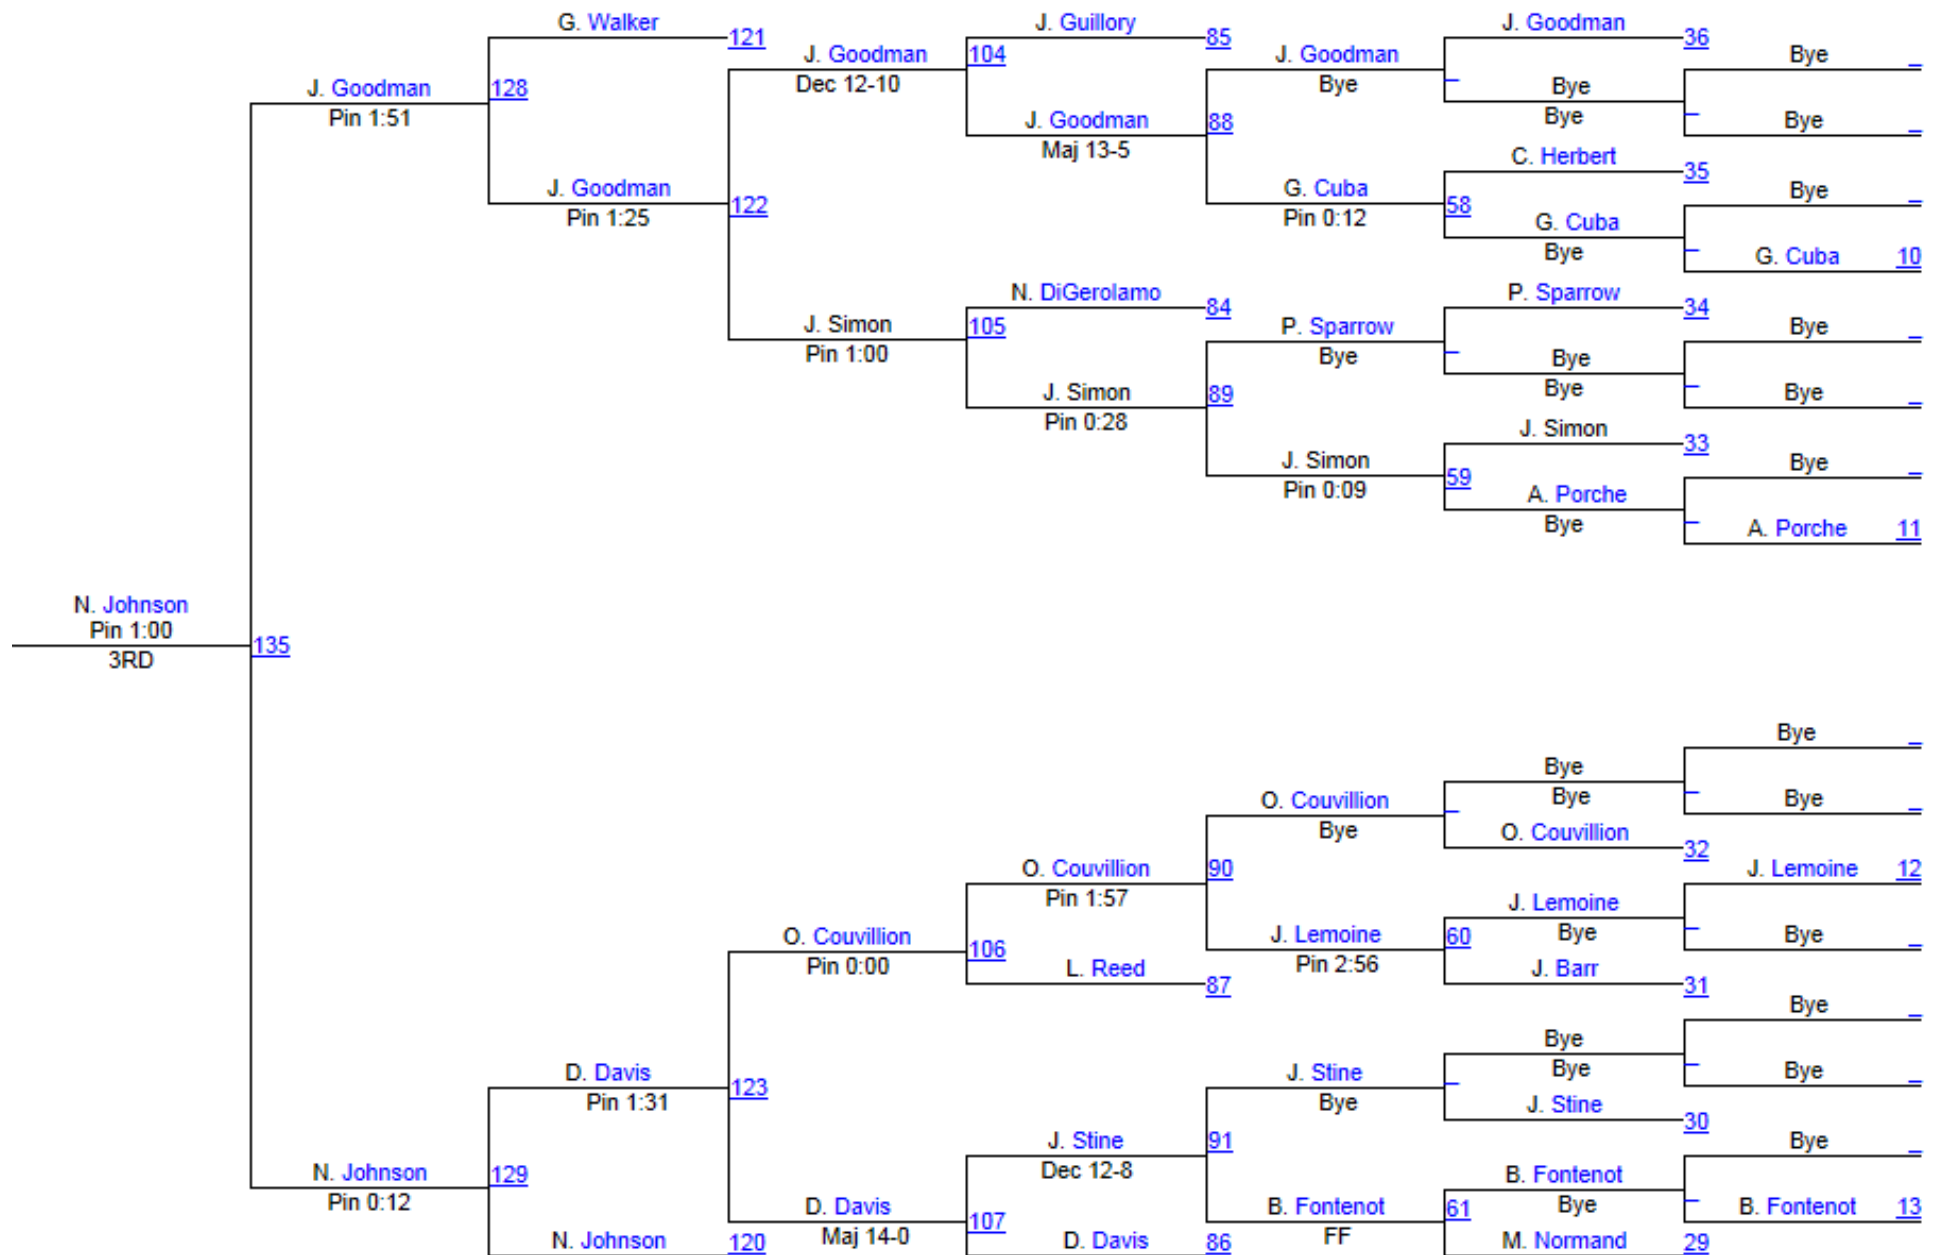 G. Walker
J. Guillory
J. Goodman
121
85
36
J. Goodman
104
J. Goodman
Bye
Dec 12-10
Bye
J. Goodman
128
Bye
Pin 1:51
J. Goodman
88
Bye
Bye
Maj 13-5
C. Herbert
35
J. Goodman
G. Cuba
Bye
Pin 1:25
122
Pin 0:12
58
G. Cuba
Bye
G. Cuba 10
N. DiGerolamo
P. Sparrow
84
34
J. Simon
105
P. Sparrow
Bye
Pin 1:00
Bye
Bye
J. Simon
89
Bye
Bye
Pin 0:28
J. Simon
33
J. Simon
Bye
Pin 0:09
59
A. Porche
Bye
A. Porche 11
N. Johnson
Pin 1:00
135
3RD
Bye
Bye
O. Couvillion
Bye
Bye
Bye
O. Couvillion
32
O. Couvillion
90
J. Lemoine 12
Pin 1:57
J. Lemoine
O. Couvillion
J. Lemoine
60
Bye
Bye
Pin 0:00
106
Pin 2:56
L. Reed
J. Barr
87
31
Bye
Bye
D. Davis
J. Stine
Bye
Bye
Pin 1:31
123
Bye
J. Stine
30
J. Stine
91
Bye
Dec 12-8
N. Johnson
129
B. Fontenot
Pin 0:12
D. Davis
B. Fontenot
61
Bye
B. Fontenot 13
Maj 14-0
107
FF
N. Johnson
120
D. Davis
86
M. Normand
29